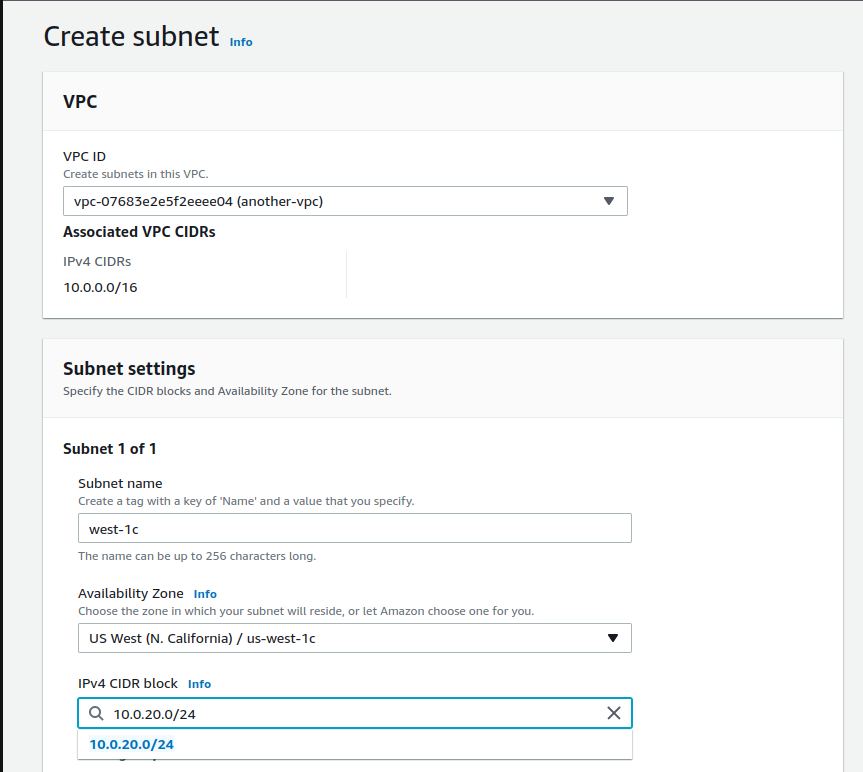 Create subnet Info
VPC
VPC ID
Create subnets in this VPC.
vpc-07683e2e5f2eeee04 (another-vpc)
Associated VPC CIDRs
IPv4 CIDRs
10.0.0.0/16
Subnet settings
Specify the CIDR blocks and Availability Zone for the subnet.
Subnet 1 of 1
Subnet name
Create a tag with a key of 'Name' and a value that you specify.
west-1c
The name can be up to 256 characters long.
Availability Zone Info
Choose the zone in which your subnet will reside, or let Amazon choose one for you.
US West (N. California) / us-west-1c
IPv4 CIDR block Info
10.0.20.0/24
10.0.20.0/24